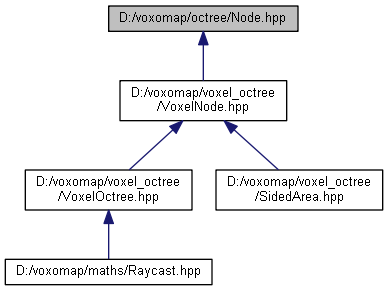 D:/voxomap/octree/Node.hpp
D:/voxomap/voxel_octree
/VoxelNode.hpp
D:/voxomap/voxel_octree
/VoxelOctree.hpp
D:/voxomap/voxel_octree
/SidedArea.hpp
D:/voxomap/maths/Raycast.hpp